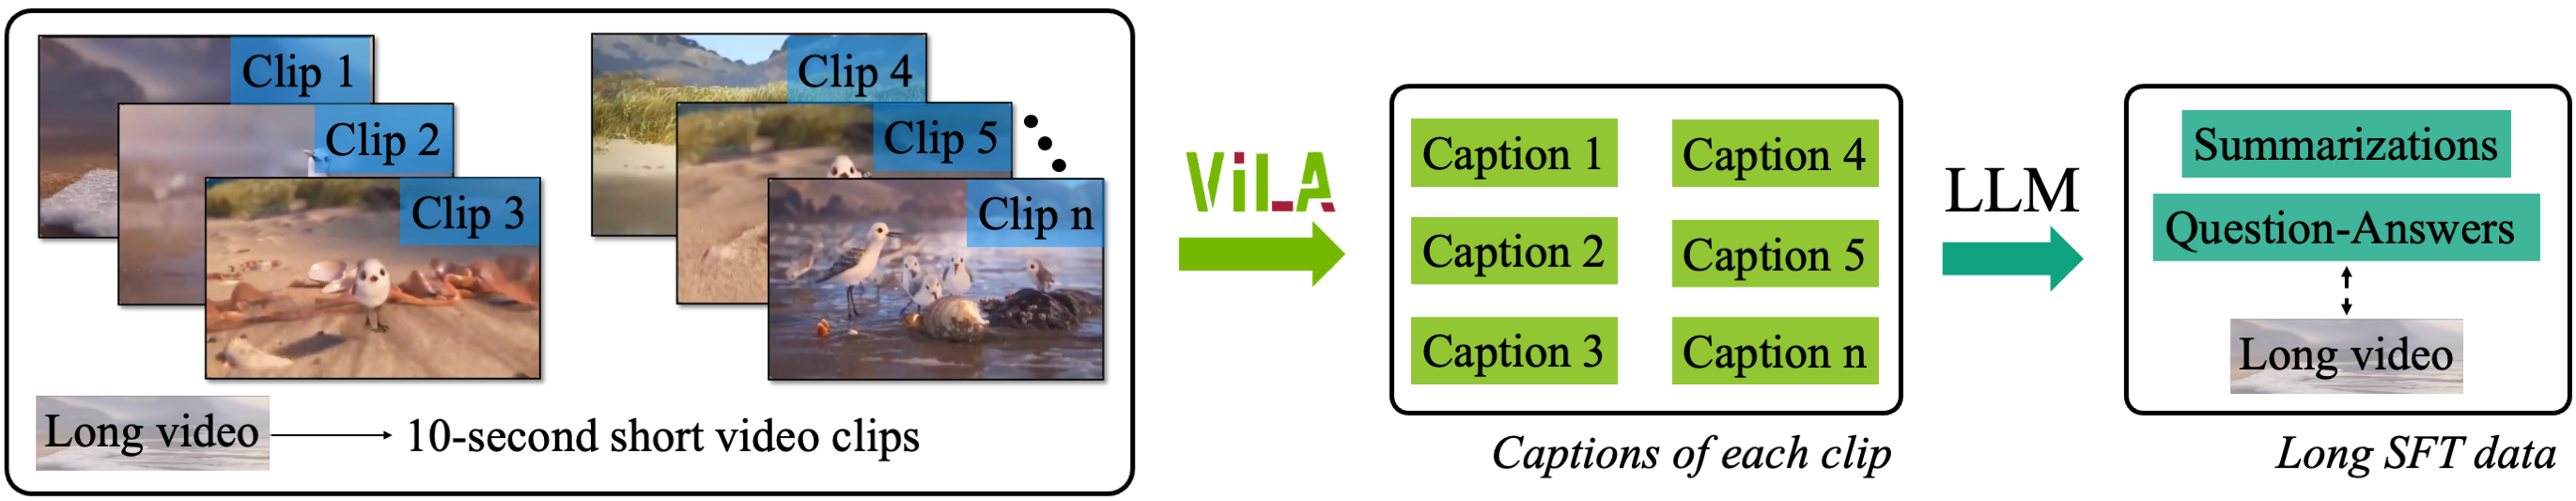 Clip 1
Clip 2
Clip 3
Clip 4
Clip 5
Clip n
Long video
10-second short video clips
ViLA
Caption 1
Caption 2
Caption 3
Caption 4
Caption 5
Caption n
Captions of each clip
LLM
Summarizations
Question-Answers
Long video
Long SFT data